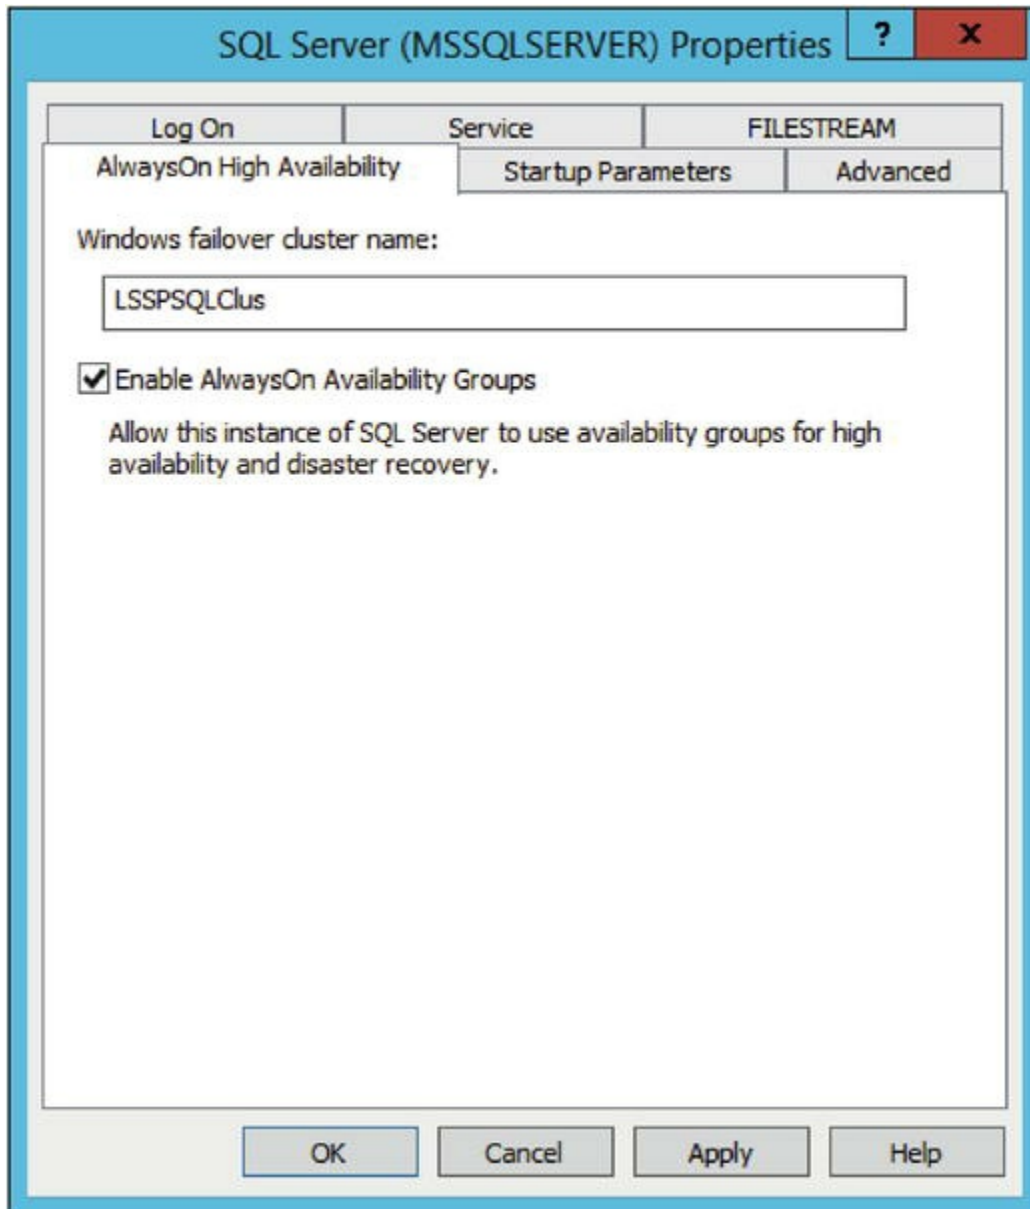 SQL Server (MSSQLSERVER) Properties
?
x
Log On
Service
FILESTREAM
AlwaysOn High Availability
Startup Parameters
Advanced
Windows failover cluster name:
LSSPSQLClus
Enable AlwaysOn Availability Groups
Allow this instance of SQL Server to use availability groups for high
availability and disaster recovery.
OK
Cancel
Apply
Help